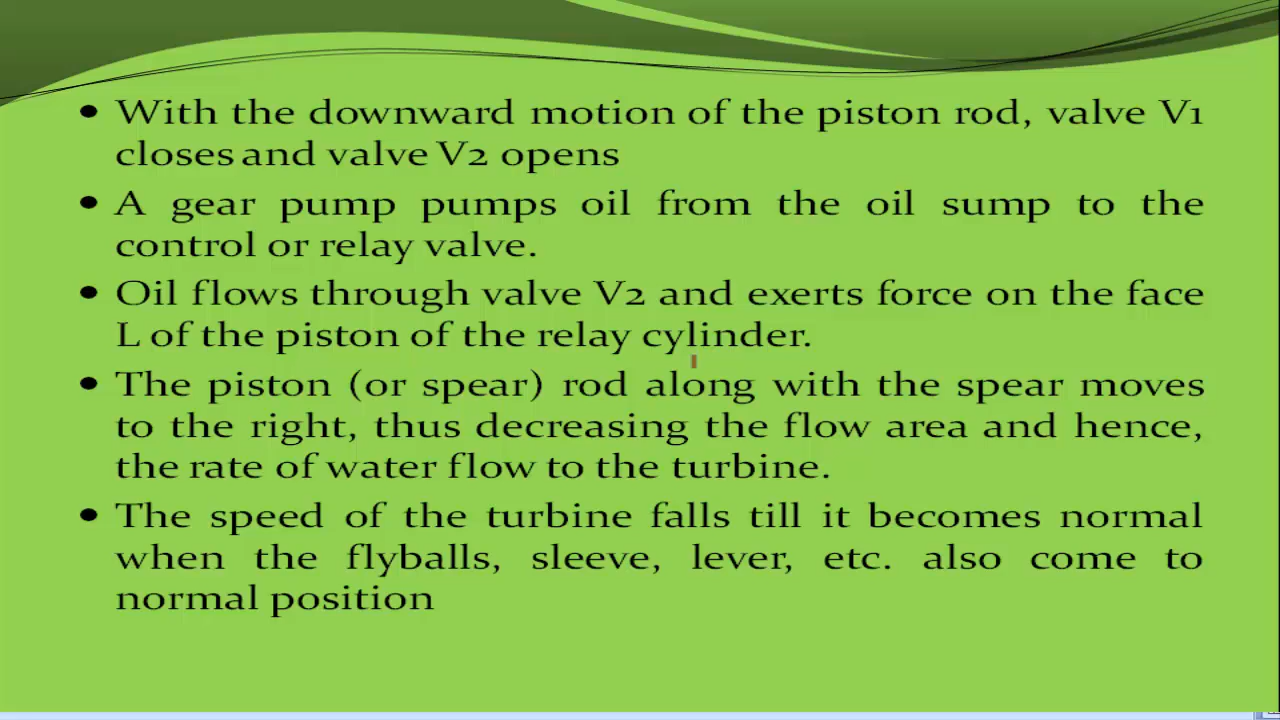 • With the downward motion of the piston rod, valve V1
closes and valve V2 opens
• A gear pump pumps oil from the oil sump to the
control or relay valve.
• Oil flows through valve V2 and exerts force on the face
L of the piston of the relay cylinder.
• The piston (or spear) rod along with the spear moves
to the right, thus decreasing the flow area and hence,
the rate of water flow to the turbine.
• The speed of the turbine falls till it becomes normal
when the flyballs, sleeve, lever, etc. also come to
normal position